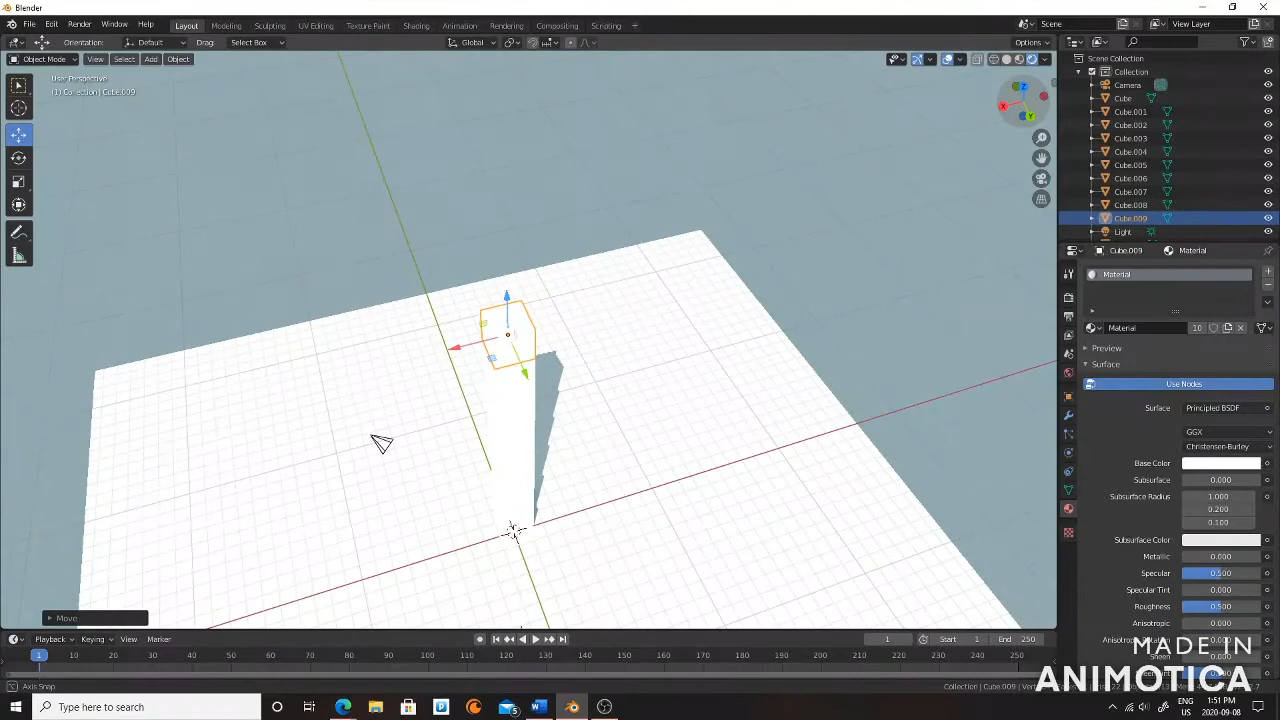 Blender
File Edit Render Window Help Layout Modeling Sculpting UV Editing Texture Paint Shading Animation Rendering Compositing Scripting + Scene View Layer
Orientation: Default Drag: Select Box Global Options
Object Mode View Select Add Object
User Perspective
(1) Collection | Cube.009
X Y Z
Scene Collection
Collection
Camera
Cube
Cube.001
Cube.002
Cube.003
Cube.004
Cube.005
Cube.006
Cube.007
Cube.008
Cube.009
Light
Cube.009 Material
Material
Material 10
Preview
Surface
Use Nodes
Surface Principled BSDF
GGX
Christensen-Burley
Base Color
Subsurface 0.000
Subsurface Radius 1.000
0.200
0.100
Subsurface Color
Metallic 0.000
Specular 0.500
Specular Tint 0.000
Roughness 0.500
Anisotropic 0.000
Sheen
Move
Playback Keying View Marker 1 Start 1 End 250
1 10 20 30 40 50 60 70 80 90 100 110 120 130 140 150 160 170 180 190 200 210 220 230 240 250
Axis Snap
Collection | Cube.009
MADE IN
ANIMOTICA
Type here to search
5
ENG
US
1:51 PM
2020-09-08